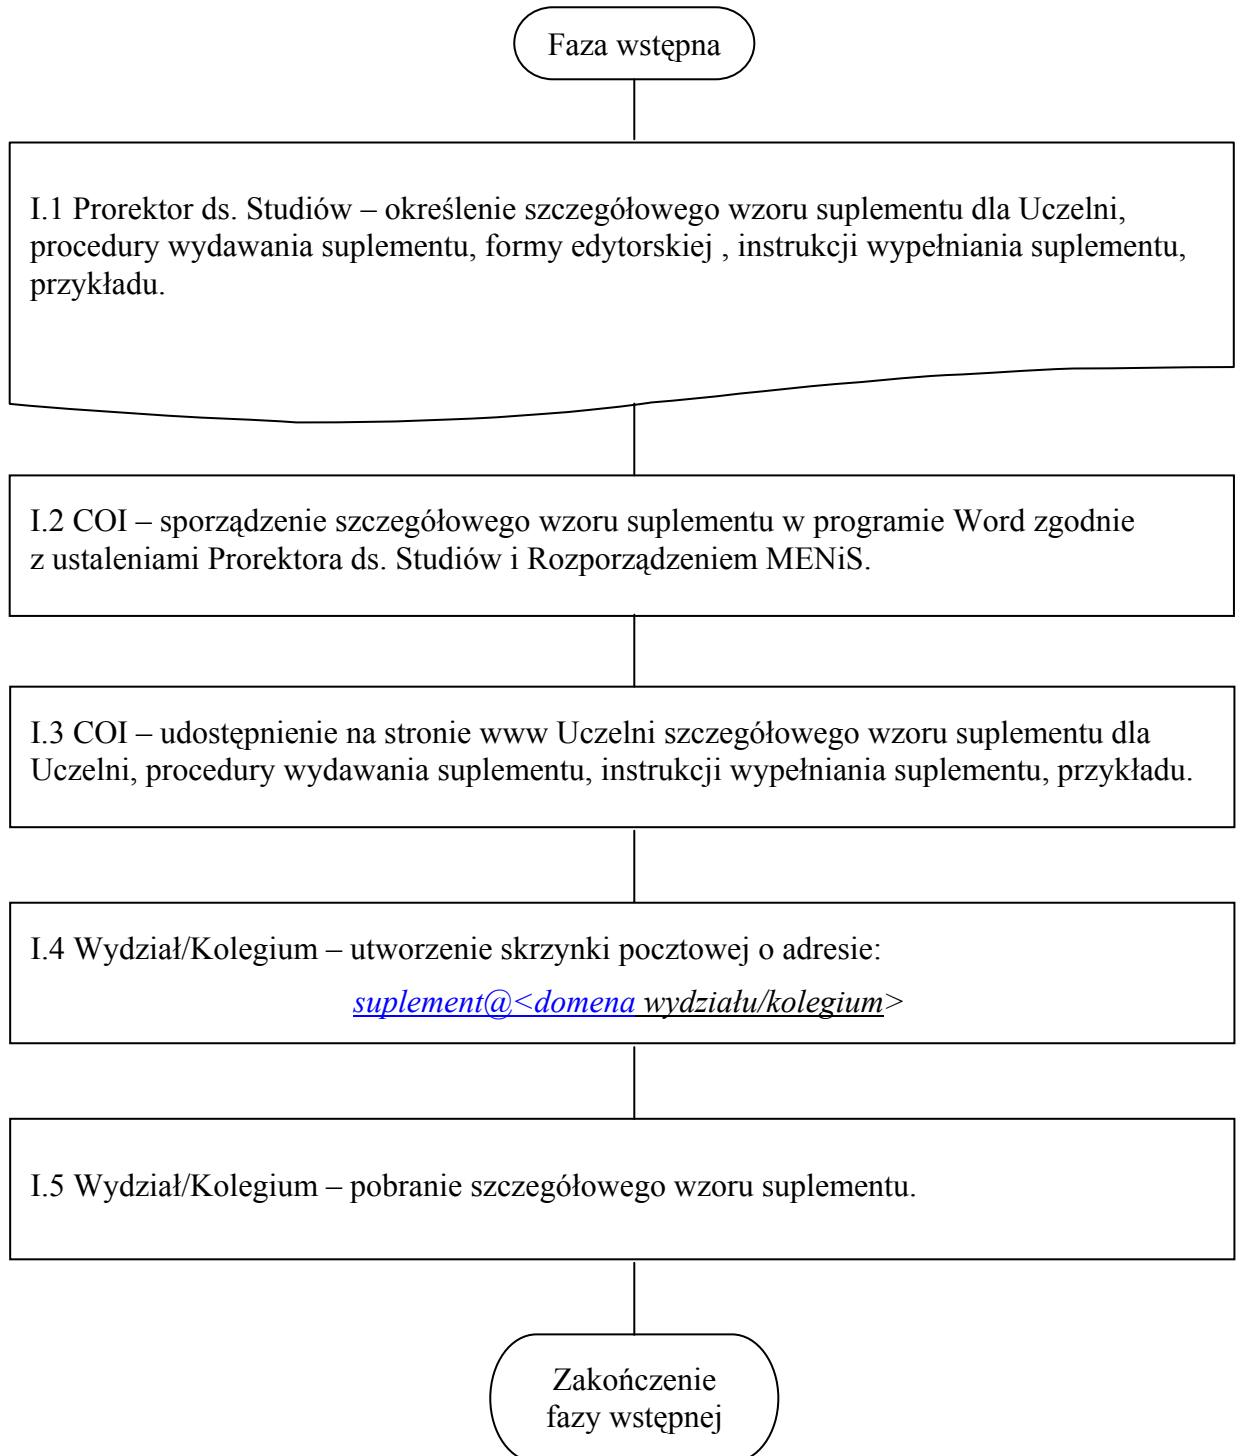 Faza wstępna
I.1 Prorektor ds. Studiów – określenie szczegółowego wzoru suplementu dla Uczelni,
procedury wydawania suplementu, formy edytorskiej , instrukcji wypełniania suplementu,
przykładu.
I.2 COI – sporządzenie szczegółowego wzoru suplementu w programie Word zgodnie
z ustaleniami Prorektora ds. Studiów i Rozporządzeniem MENiS.
I.3 COI – udostępnienie na stronie www Uczelni szczegółowego wzoru suplementu dla
Uczelni, procedury wydawania suplementu, instrukcji wypełniania suplementu, przykładu.
I.4 Wydział/Kolegium – utworzenie skrzynki pocztowej o adresie:
suplement@<domena wydziału/kolegium>
I.5 Wydział/Kolegium – pobranie szczegółowego wzoru suplementu.
Zakończenie
fazy wstępnej